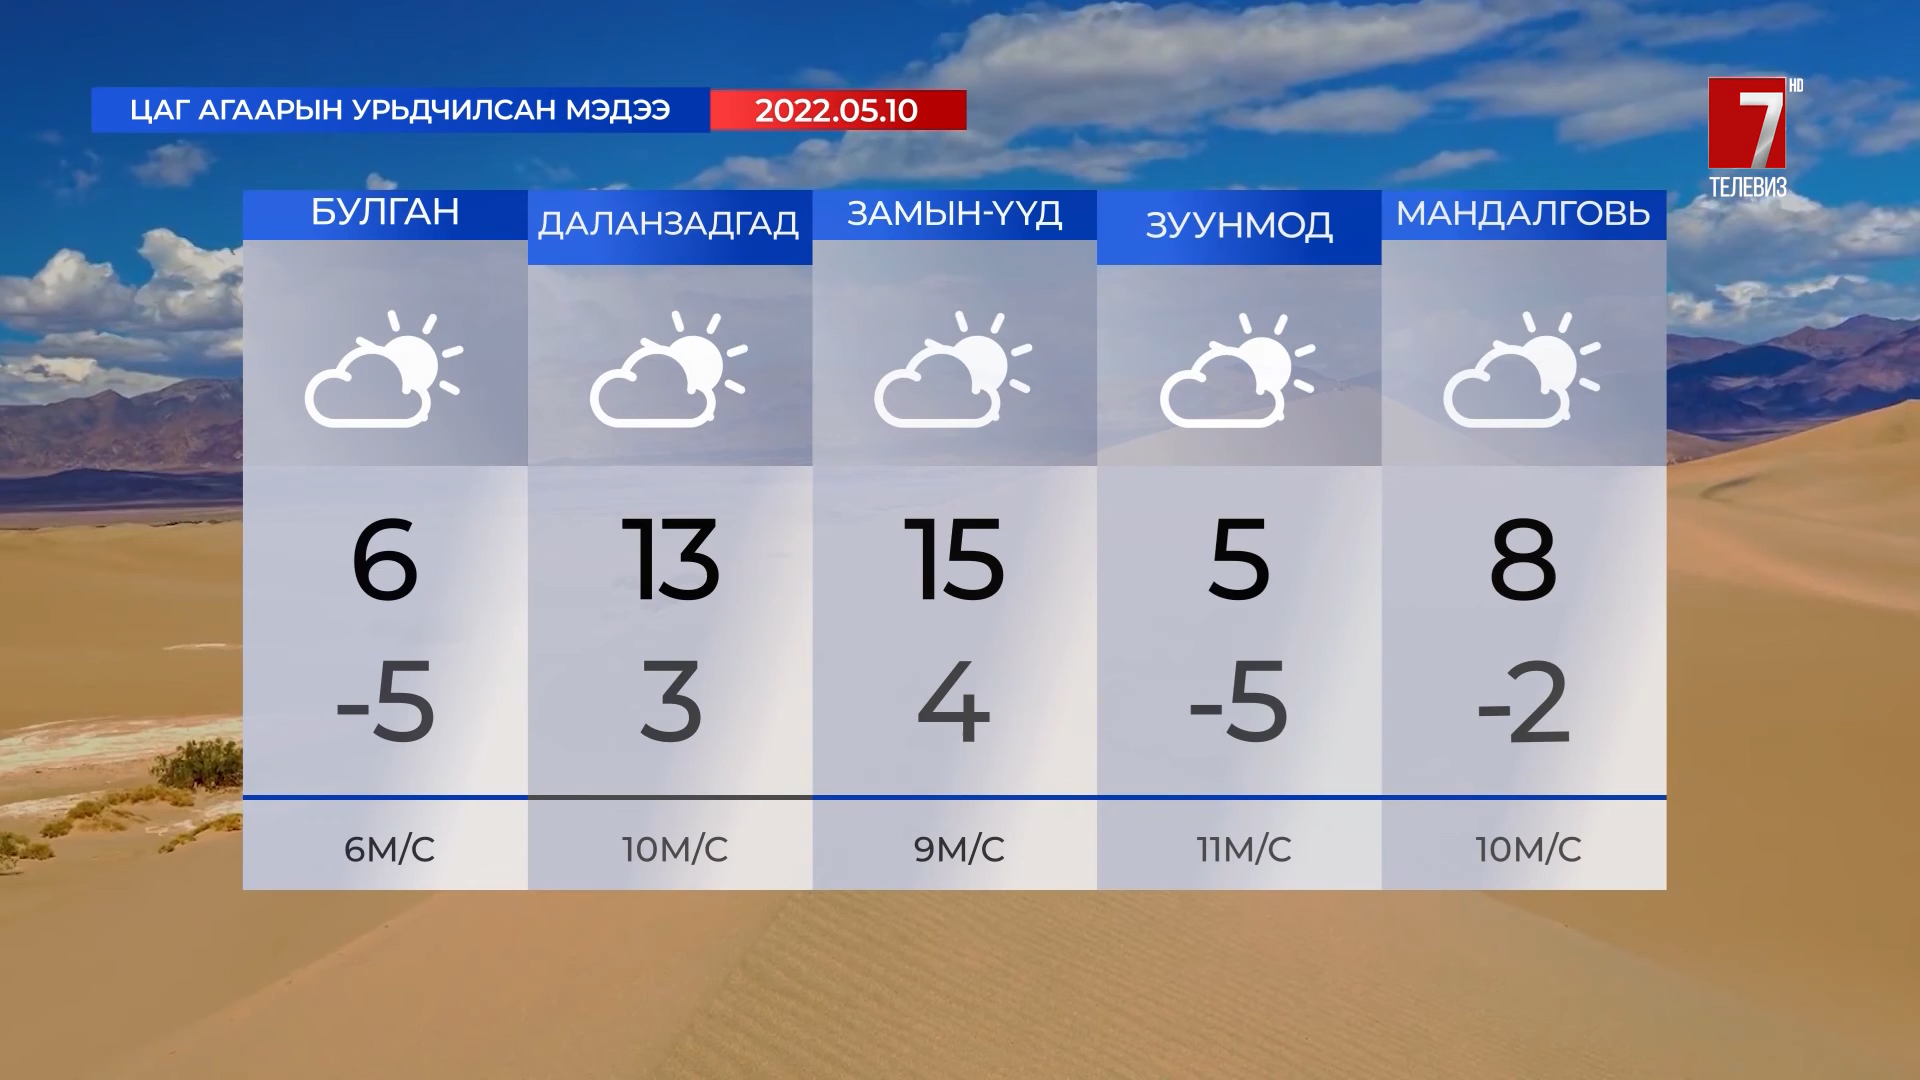 ЦАГ АГААРЫН УРЬДЧИЛСАН МЭДЭЭ 2022.05.10
7 HD
ТЕЛЕВИЗ
БУЛГАН ДАЛАНЗАДГАД ЗАМЫН-ҮҮД ЗУУНМОД МАНДАЛГОВЬ
6 13 15 5 8
-5 3 4 -5 -2
6М/С 10М/С 9М/С 11М/С 10М/С